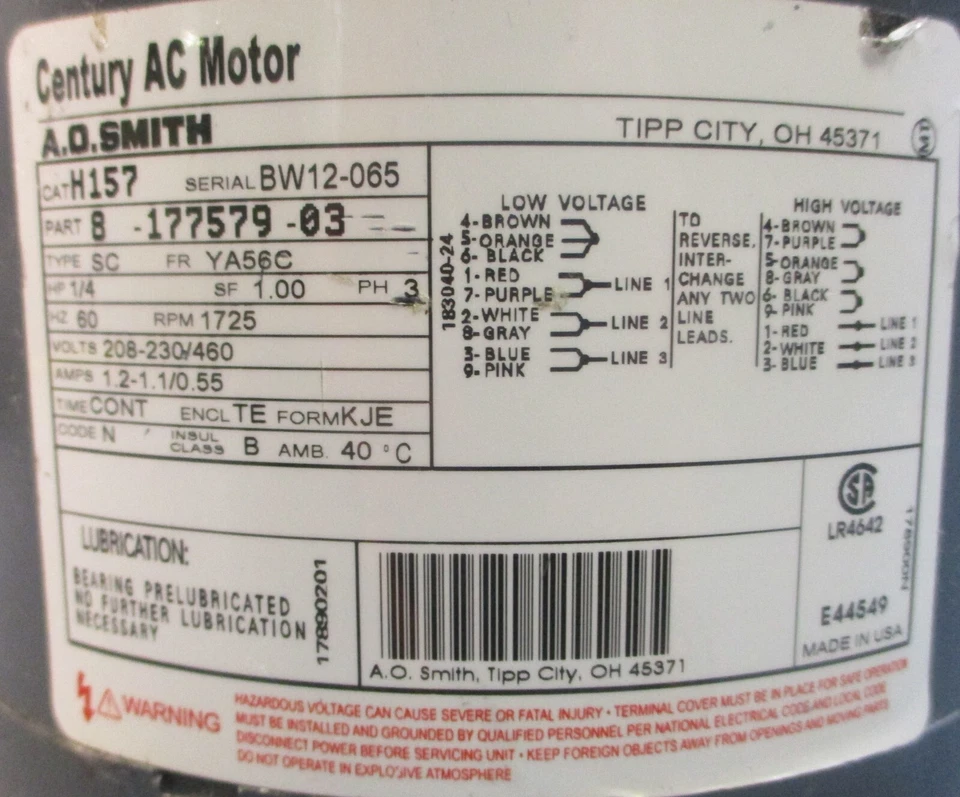 Century AC Motor
A.O.SMITH TIPP CITY, OH 45371
CAT H157 SERIAL BW12-065
PART 8 -177579 -03
TYPE SC FR YA56C
HP 1/4 SF 1.00 PH 3
HZ 60 RPM 1725
VOLTS 208-230/460
AMPS 1.2-1.1/0.55
TIME CONT ENCL TE FORM KJE
CODE N INSUL CLASS B AMB. 40 °C
183040-24
LOW VOLTAGE
4-BROWN
5-ORANGE
6-BLACK
1-RED
7-PURPLE LINE 1
2-WHITE
8-GRAY LINE 2
3-BLUE
9-PINK LINE 3
TO
REVERSE,
INTER-
CHANGE
ANY TWO
LINE
LEADS.
HIGH VOLTAGE
4-BROWN
7-PURPLE
5-ORANGE
8-GRAY
6-BLACK
9-PINK
1-RED LINE 1
2-WHITE LINE 2
3-BLUE LINE 3
LUBRICATION:
BEARING PRELUBRICATED
NO FURTHER LUBRICATION
NECESSARY
17890201
A.O. Smith, Tipp City, OH 45371
SA
LR4642
E44549
MADE IN USA
WARNING
HAZARDOUS VOLTAGE CAN CAUSE SEVERE OR FATAL INJURY • TERMINAL COVER MUST BE IN PLACE FOR SAFE OPERATION
MUST BE INSTALLED AND GROUNDED BY QUALIFIED PERSONNEL PER NATIONAL ELECTRICAL CODE AND LOCAL CODE
DISCONNECT POWER BEFORE SERVICING UNIT • KEEP FOREIGN OBJECTS AWAY FROM OPENINGS AND MOVING PARTS
DO NOT OPERATE IN EXPLOSIVE ATMOSPHERE